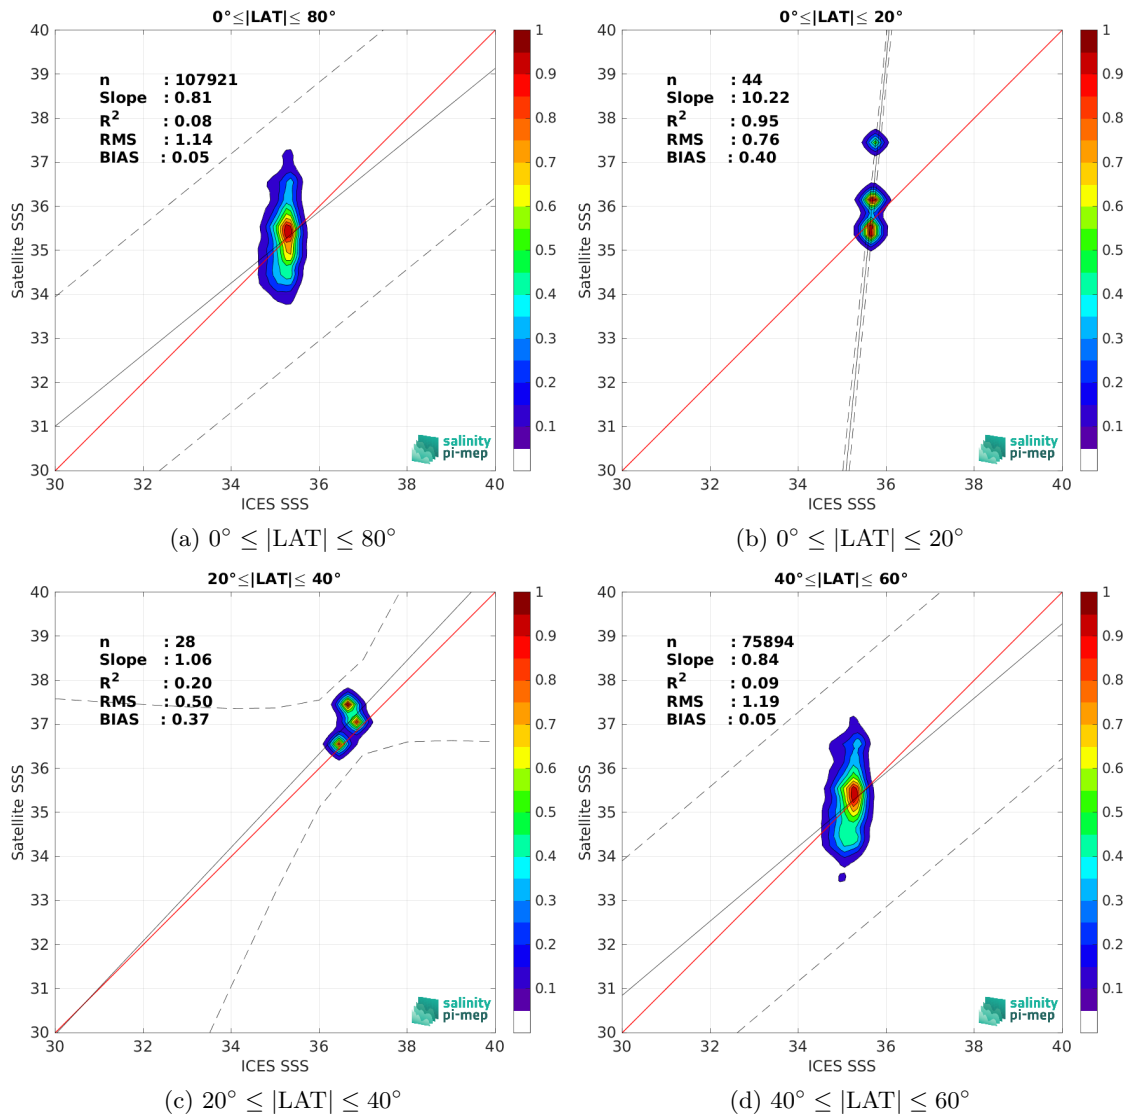 0°≤|LAT|≤ 80°
n : 107921
Slope : 0.81
R² : 0.08
RMS : 1.14
BIAS : 0.05
Satellite SSS
40
39
38
37
36
35
34
33
32
31
30
30 32 34 36 38 40
ICES SSS
1
0.9
0.8
0.7
0.6
0.5
0.4
0.3
0.2
0.1
salinity
pi-mep
(a) 0° ≤ |LAT| ≤ 80°
0°≤|LAT|≤ 20°
n : 44
Slope : 10.22
R² : 0.95
RMS : 0.76
BIAS : 0.40
Satellite SSS
40
39
38
37
36
35
34
33
32
31
30
30 32 34 36 38 40
ICES SSS
1
0.9
0.8
0.7
0.6
0.5
0.4
0.3
0.2
0.1
salinity
pi-mep
(b) 0° ≤ |LAT| ≤ 20°
20°≤|LAT|≤ 40°
n : 28
Slope : 1.06
R² : 0.20
RMS : 0.50
BIAS : 0.37
Satellite SSS
40
39
38
37
36
35
34
33
32
31
30
30 32 34 36 38 40
ICES SSS
1
0.9
0.8
0.7
0.6
0.5
0.4
0.3
0.2
0.1
salinity
pi-mep
(c) 20° ≤ |LAT| ≤ 40°
40°≤|LAT|≤ 60°
n : 75894
Slope : 0.84
R² : 0.09
RMS : 1.19
BIAS : 0.05
Satellite SSS
40
39
38
37
36
35
34
33
32
31
30
30 32 34 36 38 40
ICES SSS
1
0.9
0.8
0.7
0.6
0.5
0.4
0.3
0.2
0.1
salinity
pi-mep
(d) 40° ≤ |LAT| ≤ 60°